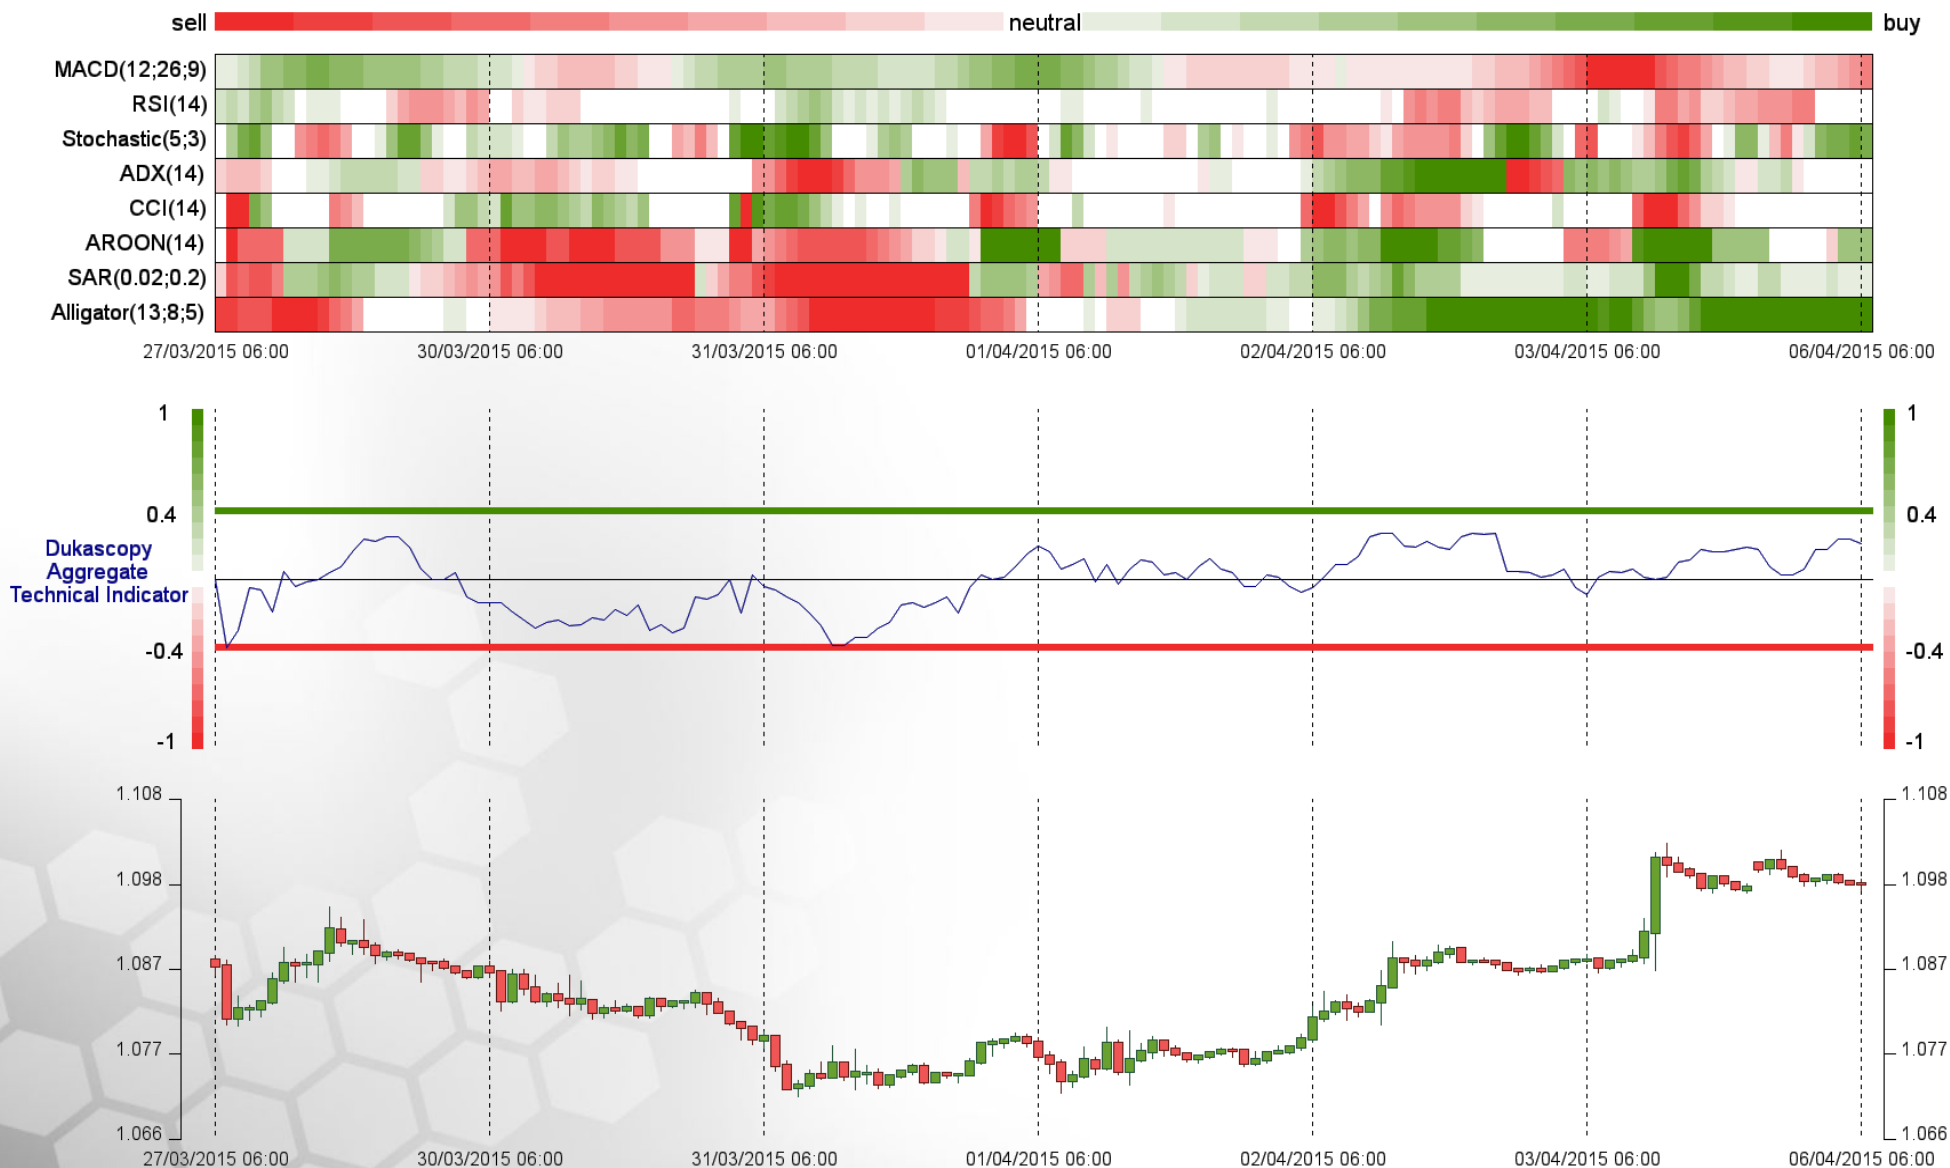 sell neutral buy
MACD(12;26;9)
RSI(14)
Stochastic(5;3)
ADX(14)
CCI(14)
AROON(14)
SAR(0.02;0.2)
Alligator(13;8;5)
27/03/2015 06:00 30/03/2015 06:00 31/03/2015 06:00 01/04/2015 06:00 02/04/2015 06:00 03/04/2015 06:00 06/04/2015 06:00
1 1
0.4 0.4
Dukascopy
Aggregate
Technical Indicator
-0.4 -0.4
-1 -1
1.108 1.108
1.098 1.098
1.087 1.087
1.077 1.077
1.066 1.066
27/03/2015 06:00 30/03/2015 06:00 31/03/2015 06:00 01/04/2015 06:00 02/04/2015 06:00 03/04/2015 06:00 06/04/2015 06:00